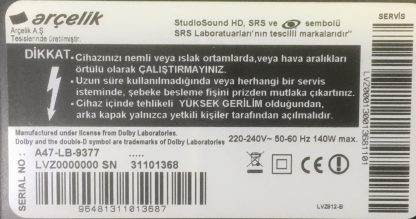 arçelik
Arçelik A.Ş
Tesislerinde üretilmiştir.
StudioSound HD, SRS ve sembolü
SRS Laboratuarları'nın tescilli markalarıdır"
SERVİS
DİKKAT.
• Cihazınızı nemli veya ıslak ortamlarda,veya hava aralıkları
örtülü olarak ÇALIŞTIRMAYINIZ.
• Uzun süre kullanılmadığında veya herhangi bir servis
isteminde, şebeke besleme fişini prizden mutlaka çıkartınız.
• Cihaz içinde tehlikeli YÜKSEK GERİLİM olduğundan,
arka kapak yalnızca yetkili kişiler tarafından açılmalıdır.
Manufactured under license from Dolby Laboratories.
Dolby and the double-D symbol are trademarks of Dolby Laboratories.
220-240V~ 50-60 Hz 140W max.
SERIAL NO:
A47-LB-9377 .....
LVZ0000000 SN 31101368
96481311013687
LVZ812-B